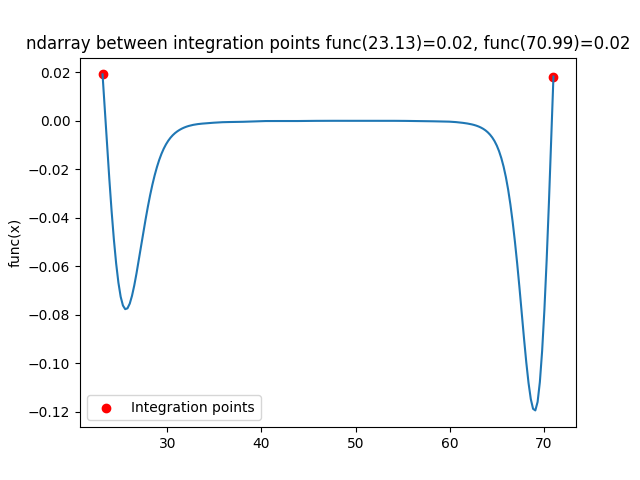 ndarray between integration points func(23.13)=0.02, func(70.99)=0.02
0.02
0.00
−0.02
−0.04
−0.06
−0.08
−0.10
−0.12
func(x)
Integration points
30 40 50 60 70